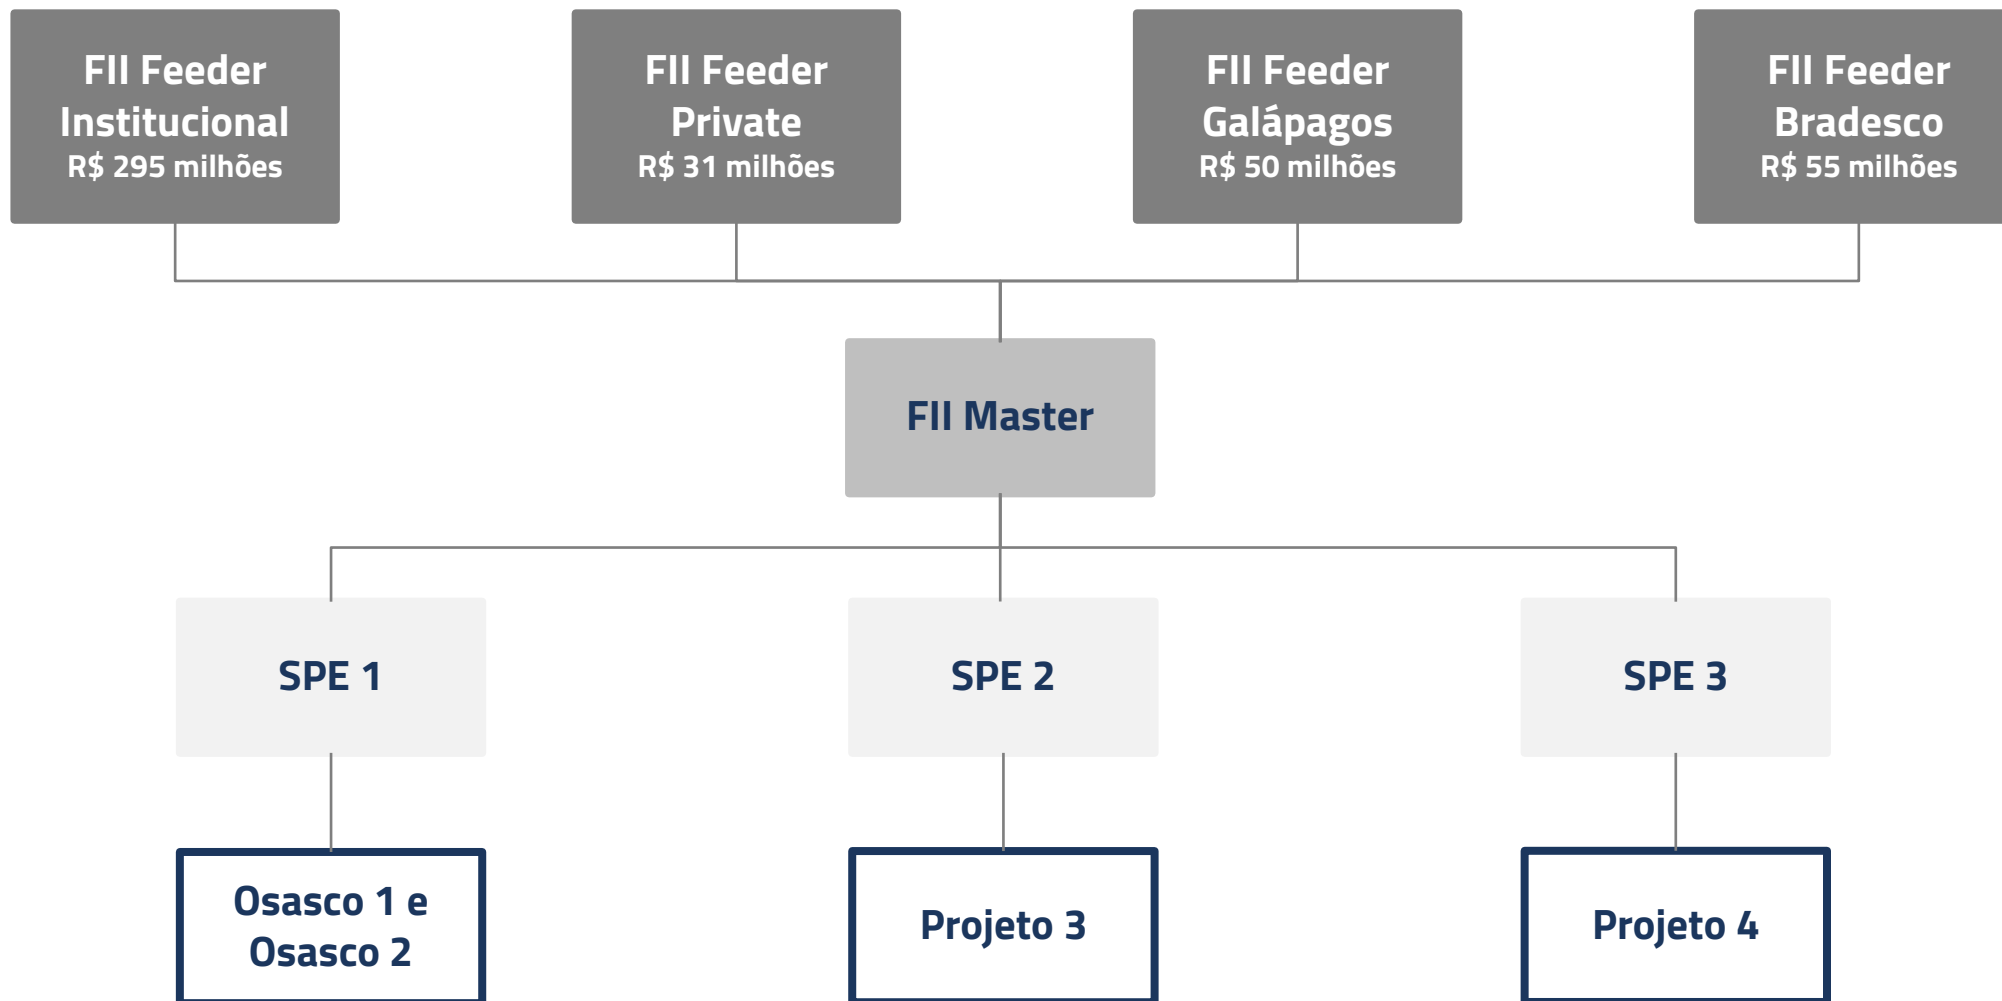 FII Feeder
Institucional
R$ 295 milhões
FII Feeder
Private
R$ 31 milhões
FII Feeder
Galápagos
R$ 50 milhões
FII Feeder
Bradesco
R$ 55 milhões
FII Master
SPE 1
SPE 2
SPE 3
Osasco 1 e
Osasco 2
Projeto 3
Projeto 4